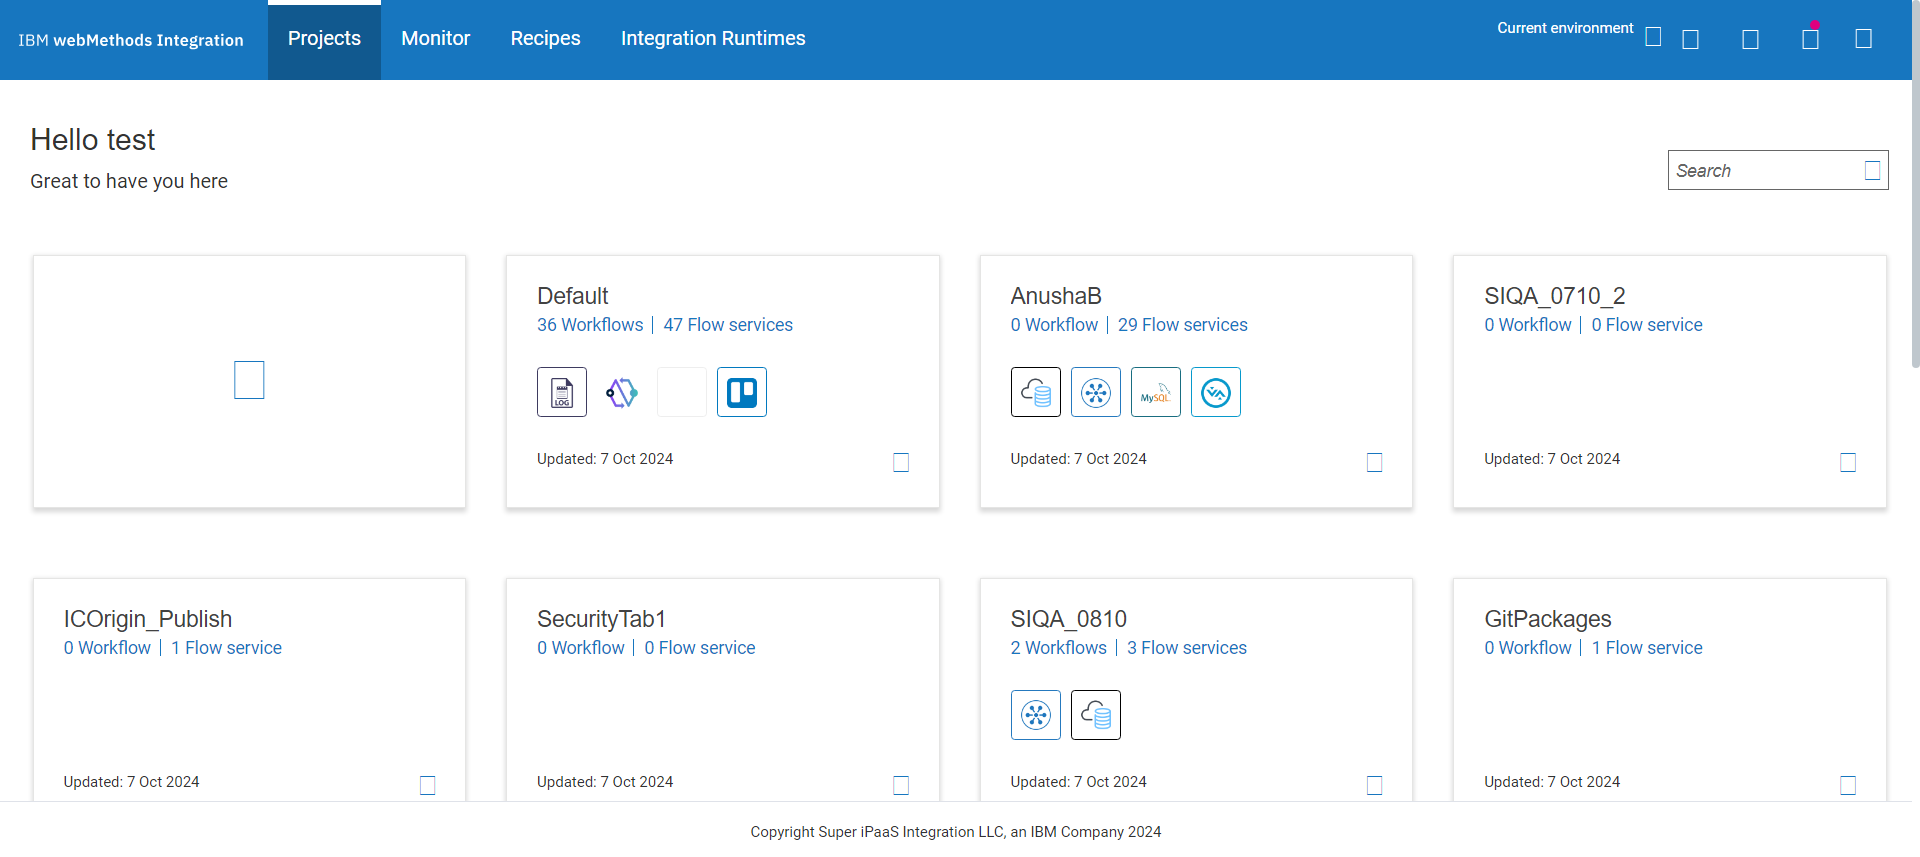 IBM webMethods Integration
Projects
Monitor
Recipes
Integration Runtimes
Current environment
Hello test
Great to have you here
Search
Default
36 Workflows | 47 Flow services
LOG
Updated: 7 Oct 2024
AnushaB
0 Workflow | 29 Flow services
MySQL
Updated: 7 Oct 2024
SIQA_0710_2
0 Workflow | 0 Flow service
Updated: 7 Oct 2024
ICOrigin_Publish
0 Workflow | 1 Flow service
Updated: 7 Oct 2024
SecurityTab1
0 Workflow | 0 Flow service
Updated: 7 Oct 2024
SIQA_0810
2 Workflows | 3 Flow services
Updated: 7 Oct 2024
GitPackages
0 Workflow | 1 Flow service
Updated: 7 Oct 2024
Copyright Super iPaaS Integration LLC, an IBM Company 2024